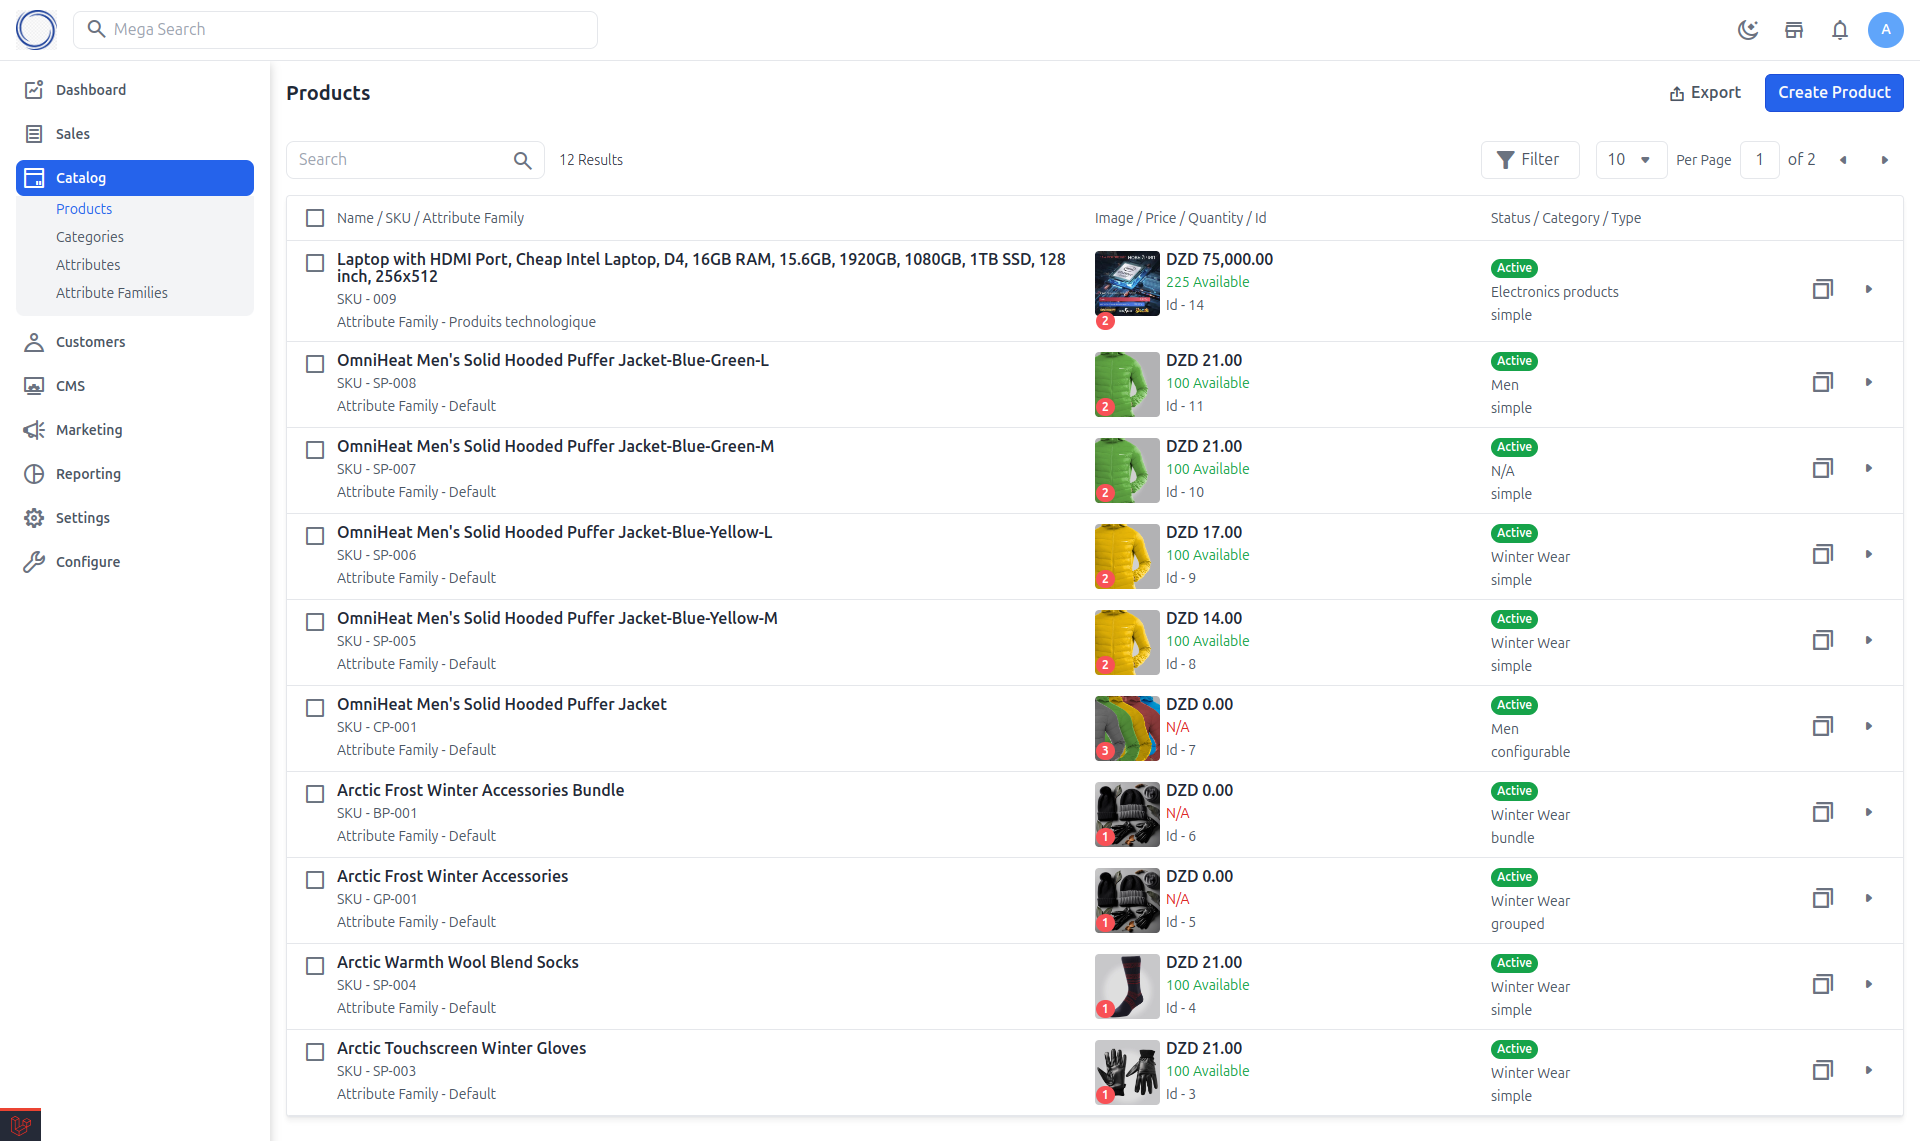 Mega Search
A
Dashboard
Sales
Catalog
Products
Categories
Attributes
Attribute Families
Customers
CMS
Marketing
Reporting
Settings
Configure
Products
Export
Create Product
Search
12 Results
Filter
10
Per Page
1
of 2
Name / SKU / Attribute Family
Image / Price / Quantity / Id
Status / Category / Type
Laptop with HDMI Port, Cheap Intel Laptop, D4, 16GB RAM, 15.6GB, 1920GB, 1080GB, 1TB SSD, 128
inch, 256x512
SKU - 009
Attribute Family - Produits technologique
2
DZD 75,000.00
225 Available
Id - 14
Active
Electronics products
simple
OmniHeat Men's Solid Hooded Puffer Jacket-Blue-Green-L
SKU - SP-008
Attribute Family - Default
2
DZD 21.00
100 Available
Id - 11
Active
Men
simple
OmniHeat Men's Solid Hooded Puffer Jacket-Blue-Green-M
SKU - SP-007
Attribute Family - Default
2
DZD 21.00
100 Available
Id - 10
Active
N/A
simple
OmniHeat Men's Solid Hooded Puffer Jacket-Blue-Yellow-L
SKU - SP-006
Attribute Family - Default
2
DZD 17.00
100 Available
Id - 9
Active
Winter Wear
simple
OmniHeat Men's Solid Hooded Puffer Jacket-Blue-Yellow-M
SKU - SP-005
Attribute Family - Default
2
DZD 14.00
100 Available
Id - 8
Active
Winter Wear
simple
OmniHeat Men's Solid Hooded Puffer Jacket
SKU - CP-001
Attribute Family - Default
3
DZD 0.00
N/A
Id - 7
Active
Men
configurable
Arctic Frost Winter Accessories Bundle
SKU - BP-001
Attribute Family - Default
1
DZD 0.00
N/A
Id - 6
Active
Winter Wear
bundle
Arctic Frost Winter Accessories
SKU - GP-001
Attribute Family - Default
1
DZD 0.00
N/A
Id - 5
Active
Winter Wear
grouped
Arctic Warmth Wool Blend Socks
SKU - SP-004
Attribute Family - Default
1
DZD 21.00
100 Available
Id - 4
Active
Winter Wear
simple
Arctic Touchscreen Winter Gloves
SKU - SP-003
Attribute Family - Default
1
DZD 21.00
100 Available
Id - 3
Active
Winter Wear
simple